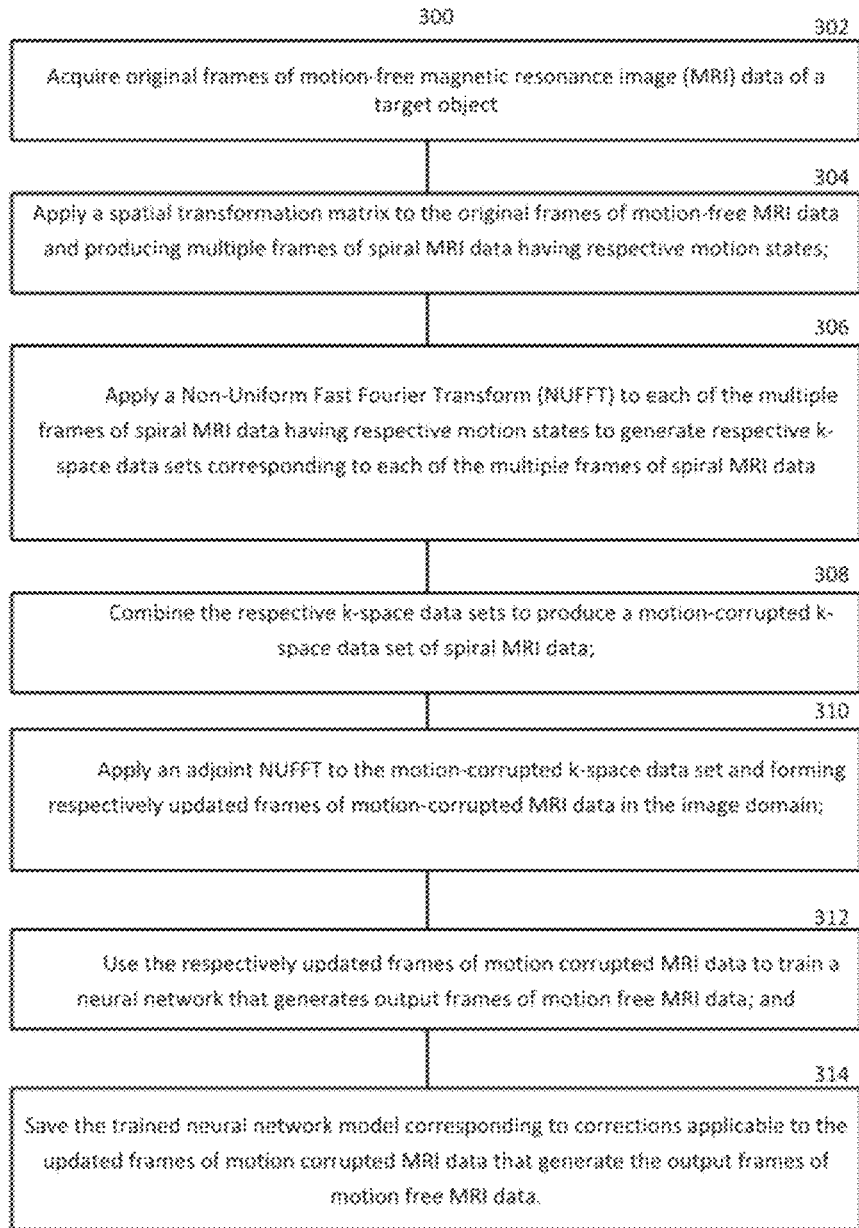 300
302
Acquire original frames of motion-free magnetic resonance image (MRI) data of a
target object
304
Apply a spatial transformation matrix to the original frames of motion-free MRI data
and producing multiple frames of spiral MRI data having respective motion states;
306
Apply a Non-Uniform Fast Fourier Transform (NUFFT) to each of the multiple
frames of spiral MRI data having respective motion states to generate respective k-
space data sets corresponding to each of the multiple frames of spiral MRI data
308
Combine the respective k-space data sets to produce a motion-corrupted k-
space data set of spiral MRI data;
310
Apply an adjoint NUFFT to the motion-corrupted k-space data set and forming
respectively updated frames of motion-corrupted MRI data in the image domain;
312
Use the respectively updated frames of motion corrupted MRI data to train a
neural network that generates output frames of motion free MRI data; and
314
Save the trained neural network model corresponding to corrections applicable to the
updated frames of motion corrupted MRI data that generate the output frames of
motion free MRI data.